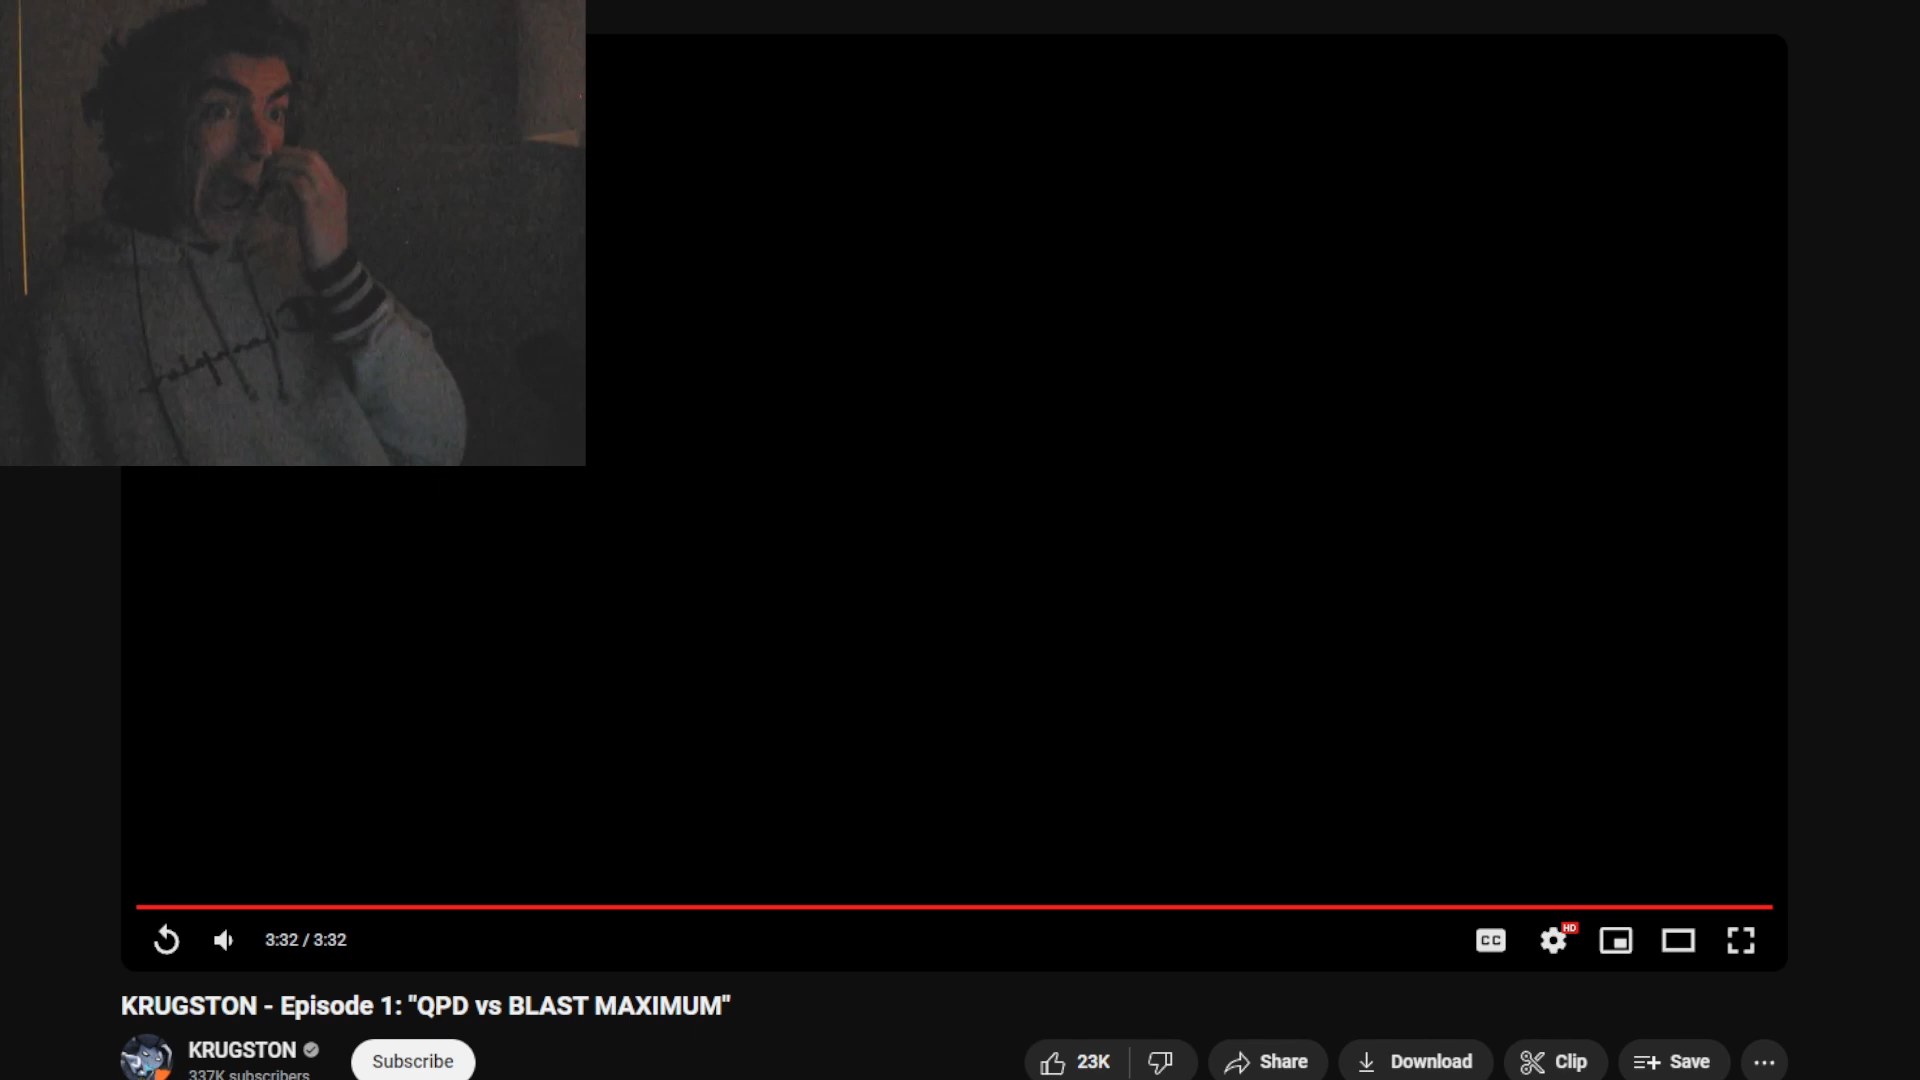 3:32 / 3:32
CC
HD
KRUGSTON - Episode 1: "QPD vs BLAST MAXIMUM"
KRUGSTON
337K subscribers
Subscribe
23K
Share
Download
Clip
Save